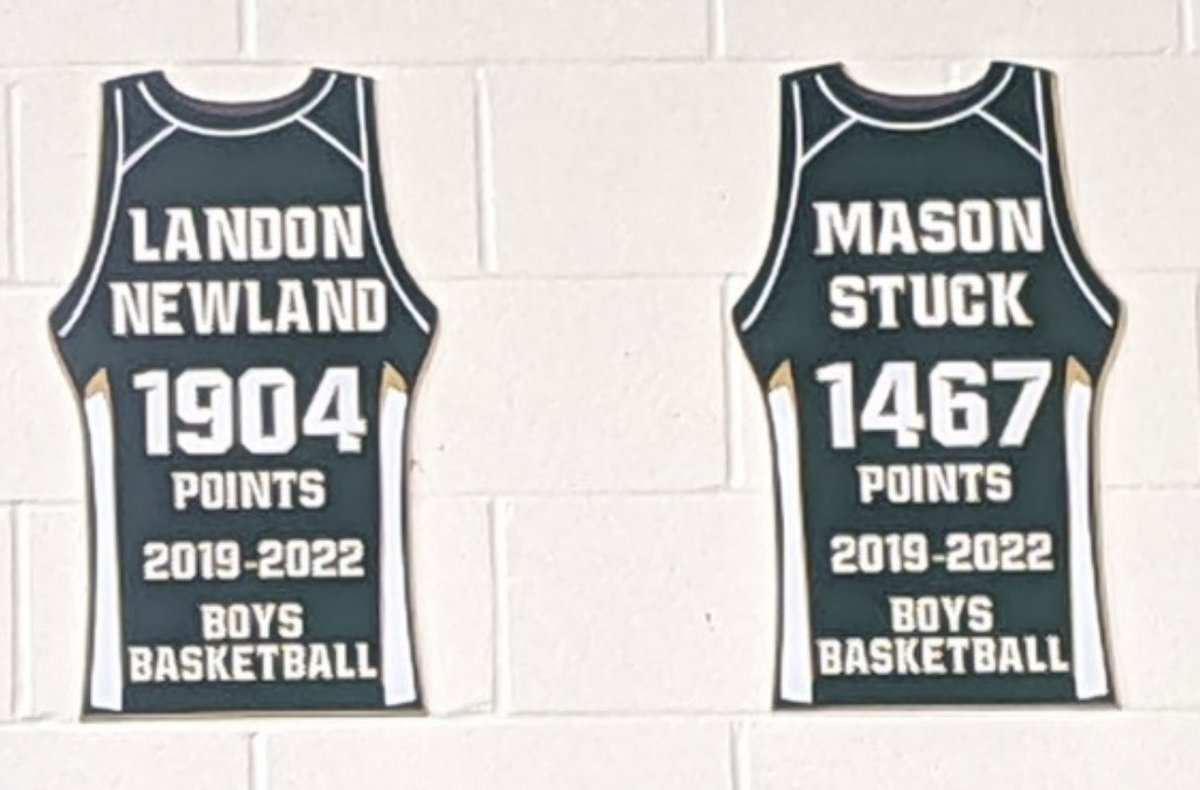 LANDON
NEWLAND
1904
POINTS
2019-2022
BOYS
BASKETBALL
MASON
STUCK
1467
POINTS
2019-2022
BOYS
BASKETBALL